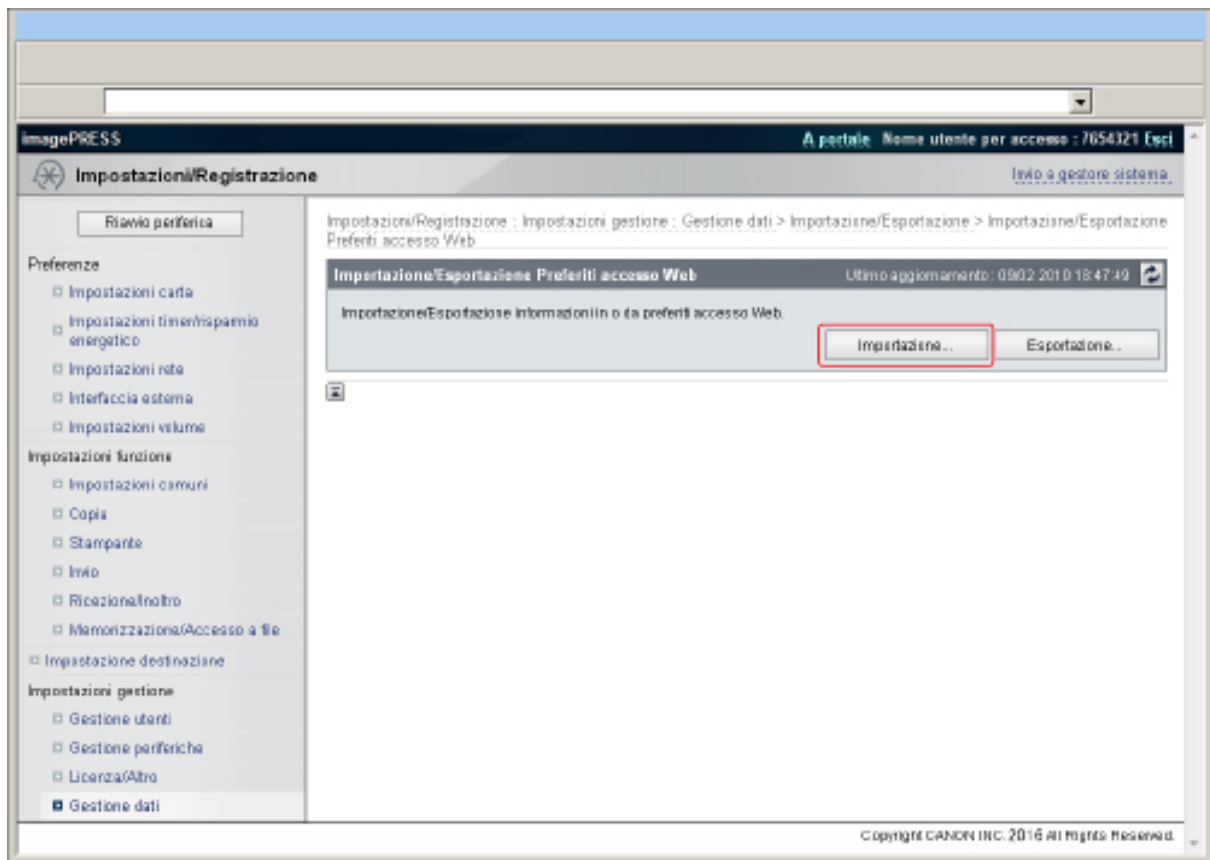 imagePRESS
A portale Nome utente per accesso : 7654321 Esci
Impostazioni/Registrazione
Invio a gestore sistema
Riavvio periferica
Preferenze
Impostazioni carta
Impostazioni timer/risparmio
energetico
Impostazioni rete
Interfaccia esterna
Impostazioni volume
Impostazioni funzione
Impostazioni comuni
Copia
Stampante
Invio
Ricezione/Inoltro
Memorizzazione/Accesso a file
Impostazione destinazione
Impostazioni gestione
Gestione utenti
Gestione periferiche
Licenza/Altro
Gestione dati
Impostazioni/Registrazione : Impostazioni gestione : Gestione dati > Importazione/Esportazione > Importazione/Esportazione
Preferiti accesso Web
Importazione/Esportazione Preferiti accesso Web
Ultimo aggiornamento : 09/02 2010 18:47:49
Importazione/Esportazione informazioni in o da preferiti accesso Web.
Importazione...
Esportazione...
Copyright CANON INC. 2016 All Rights Reserved.